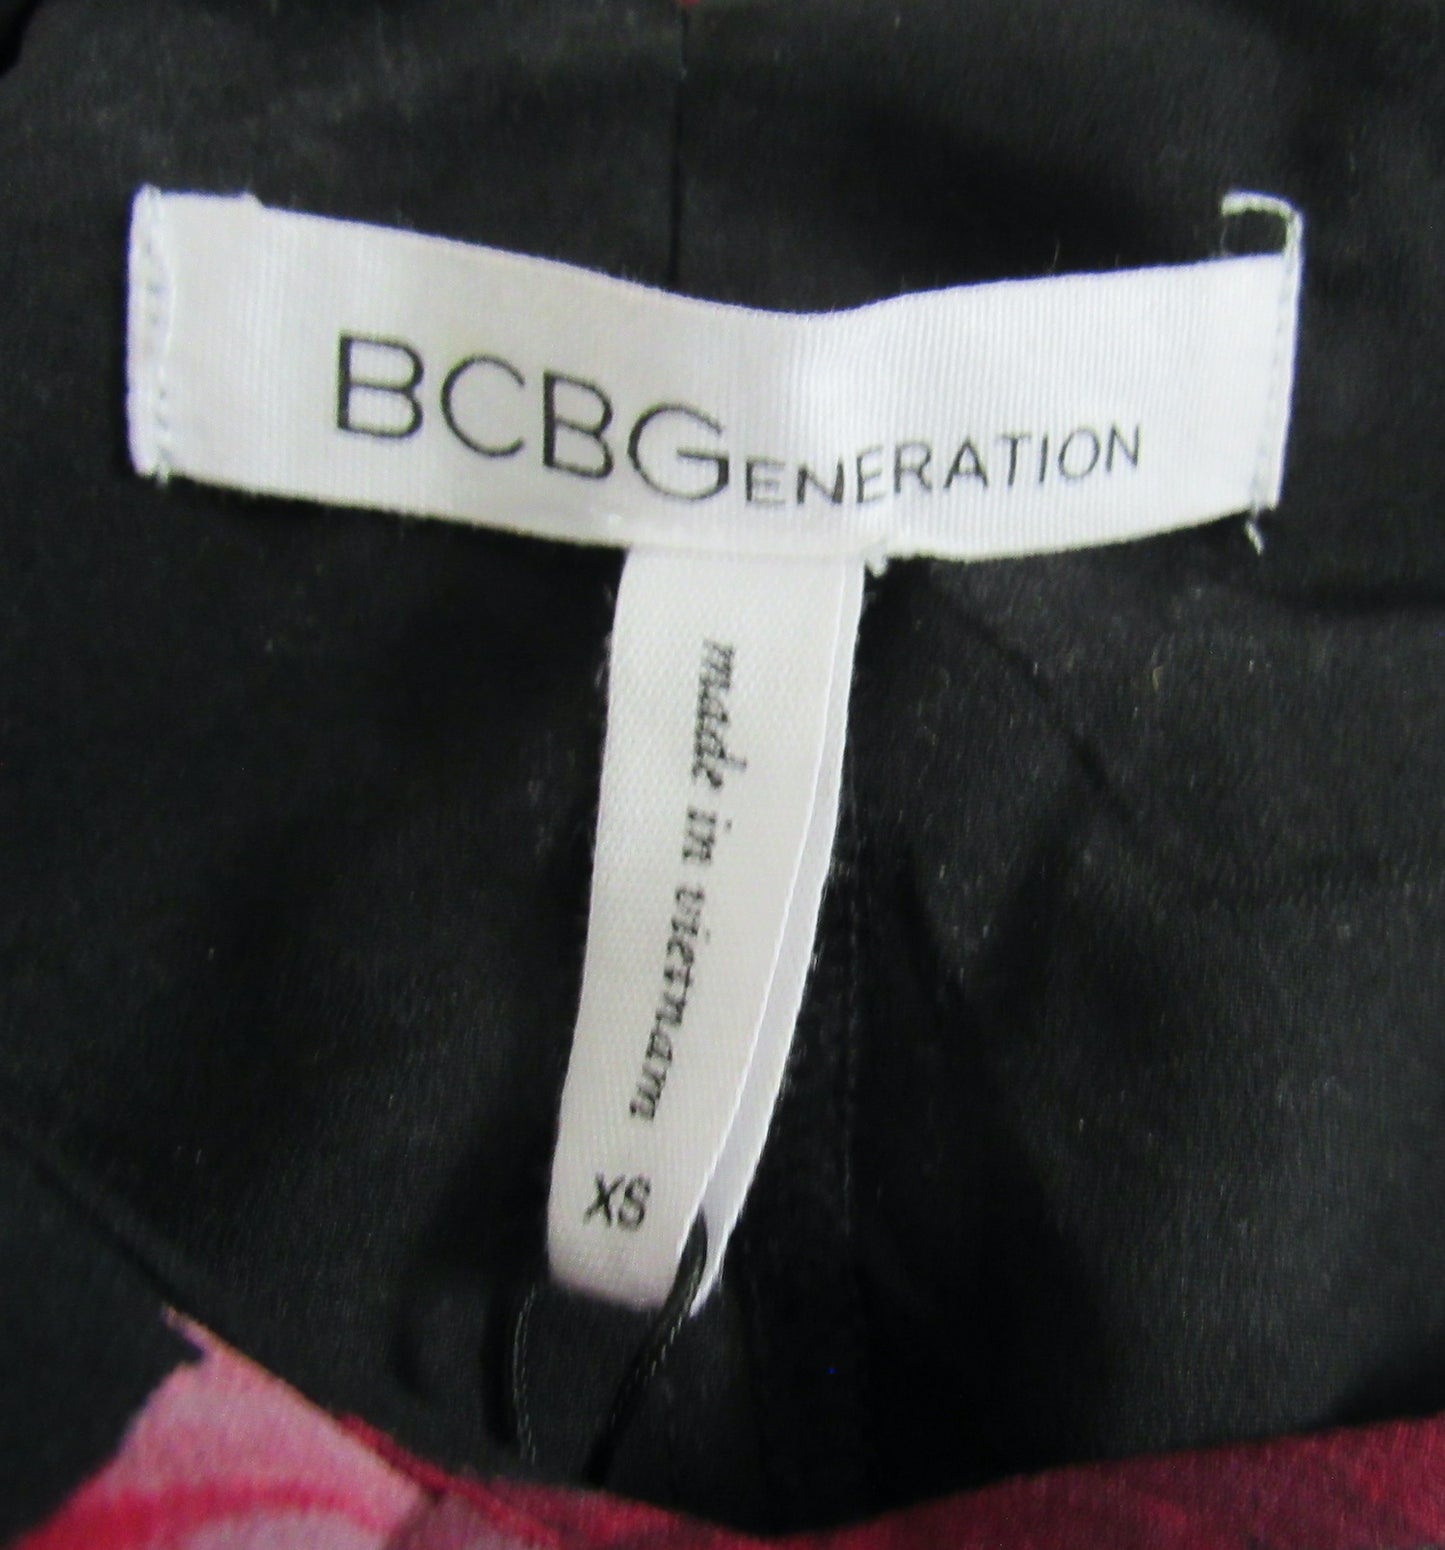 BCBGENERATION
made in vietnam
XS